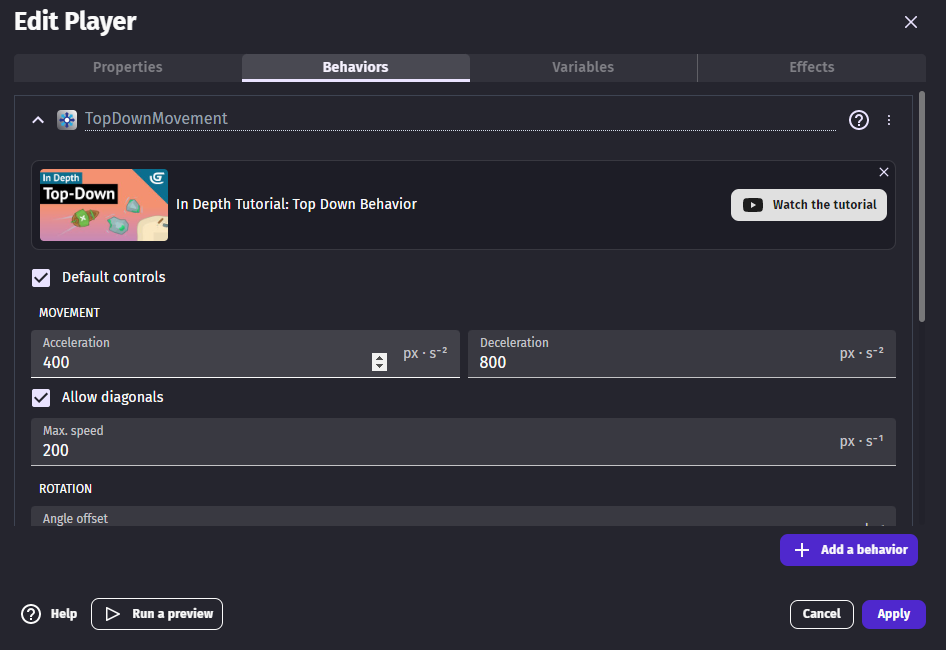 Edit Player
Properties
Behaviors
Variables
Effects
TopDownMovement
In Depth
Top-Down
In Depth Tutorial: Top Down Behavior
Watch the tutorial
Default controls
MOVEMENT
Acceleration
400
px · s⁻²
Deceleration
800
px · s⁻²
Allow diagonals
Max. speed
200
px · s⁻¹
ROTATION
Angle offset
Add a behavior
Help
Run a preview
Cancel
Apply